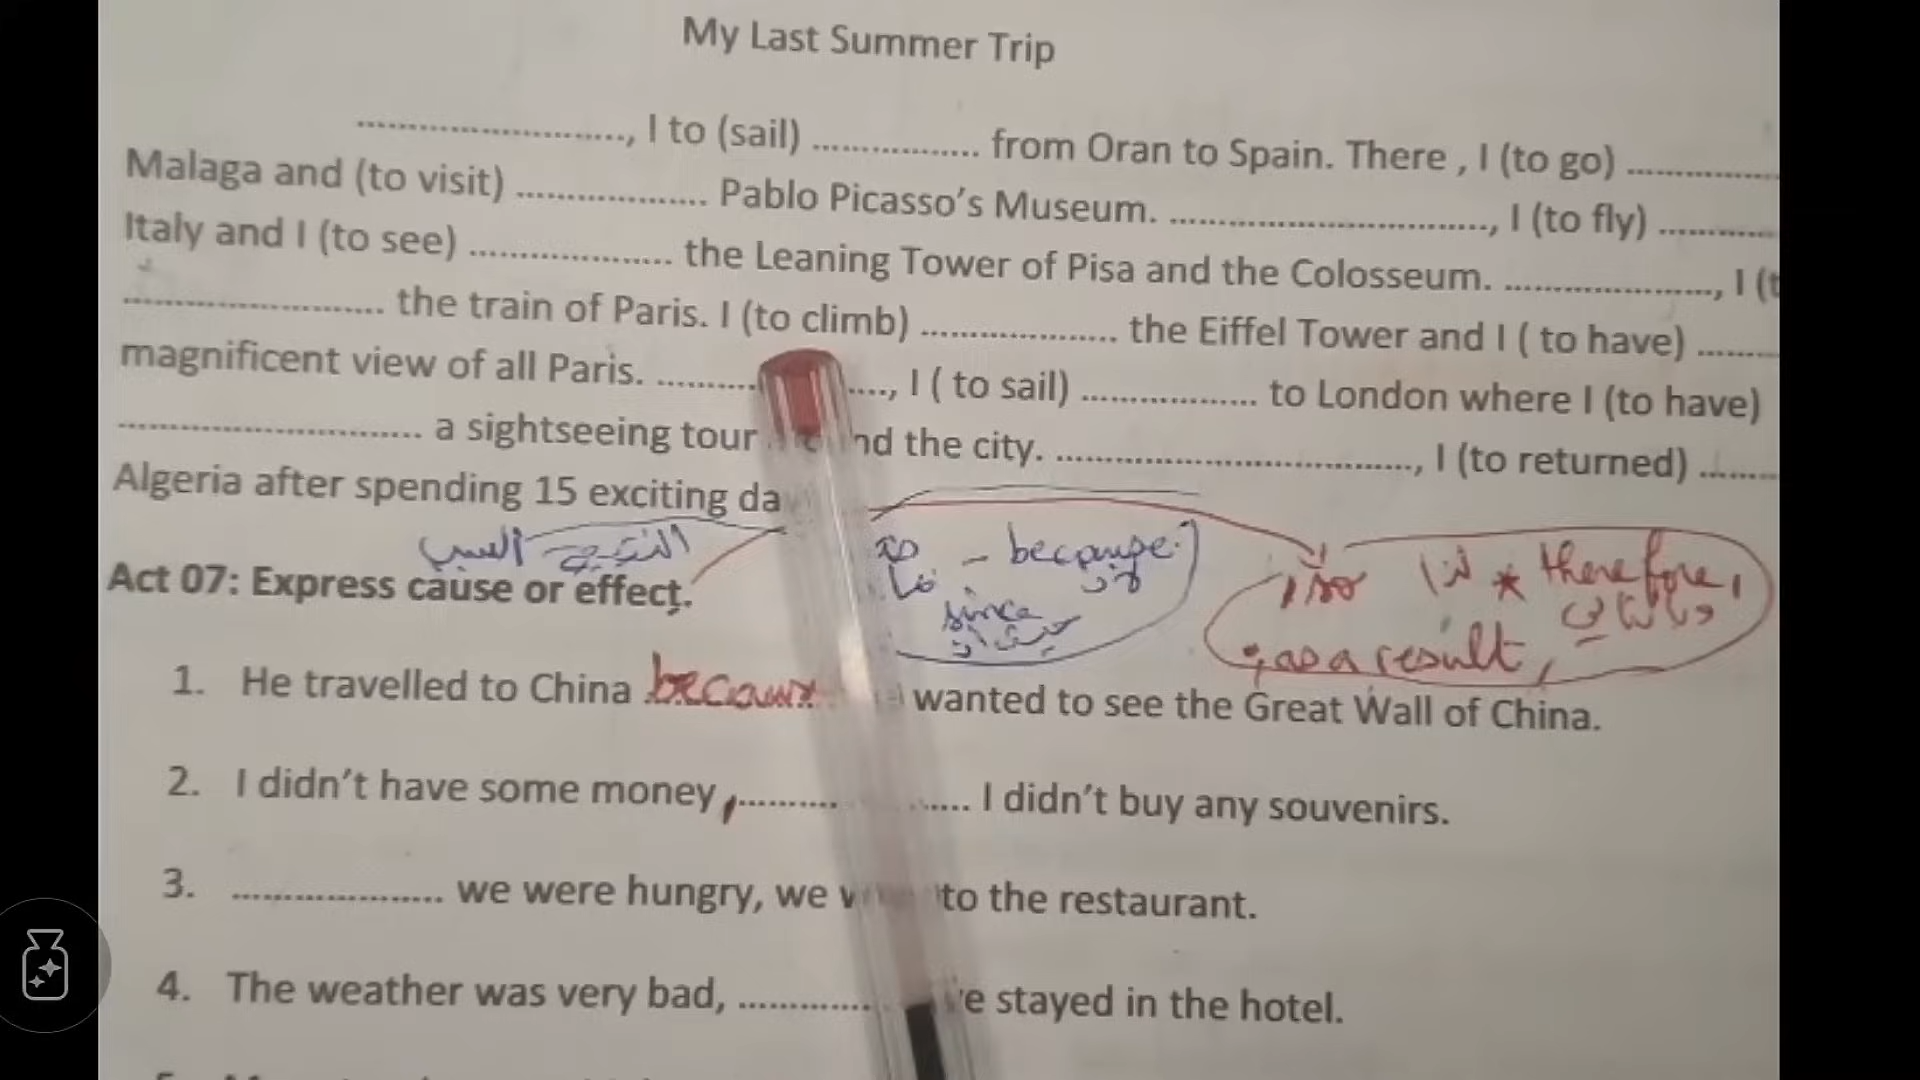 My Last Summer Trip
........................., I to (sail) ................ from Oran to Spain. There , I (to go) ...............
Malaga and (to visit) ................... Pablo Picasso's Museum. ................................, I (to fly) ............
Italy and I (to see) .................... the Leaning Tower of Pisa and the Colosseum. ....................., I (t
.......................... the train of Paris. I (to climb) ................... the Eiffel Tower and I ( to have) ........
magnificent view of all Paris. .............., I ( to sail) ................. to London where I (to have)
.............................. a sightseeing tour nd the city. ..................................., I (to returned) ........
Algeria after spending 15 exciting da
السبب النتيجة
as - because
, so لذا * therefore,
لأن
since
بالتالي
; as a result,
Act 07: Express cause or effect.
1. He travelled to China because wanted to see the Great Wall of China.
2. I didn't have some money, ............... I didn't buy any souvenirs.
3. ..................... we were hungry, we to the restaurant.
4. The weather was very bad, .............. e stayed in the hotel.